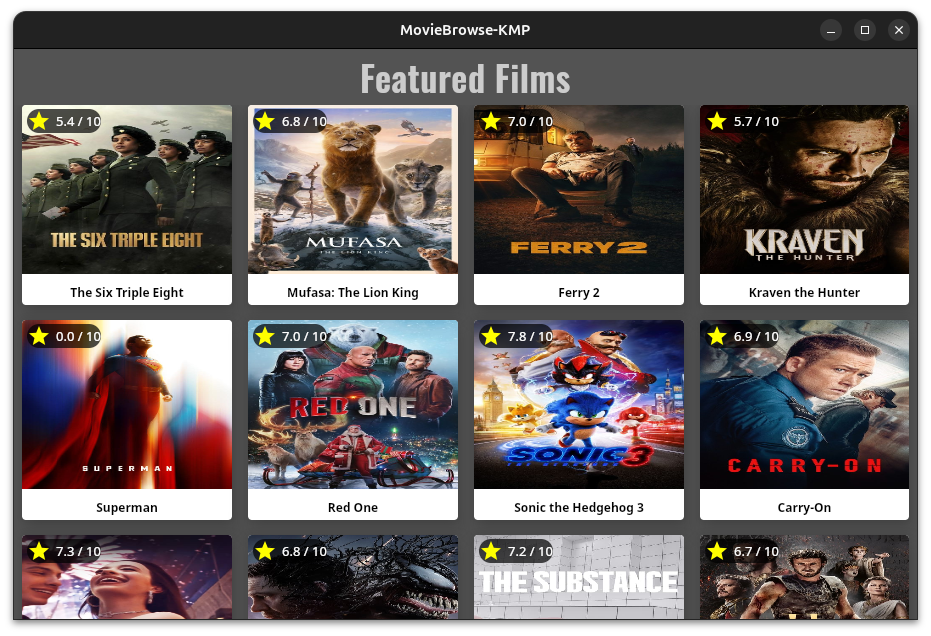 MovieBrowse-KMP
Featured Films
5.4 / 10
6.8 / 10
7.0 / 10
5.7 / 10
THE SIX TRIPLE EIGHT
MUFASA
THE LION KING
FERRY 2
KRAVEN
THE HUNTER
The Six Triple Eight
Mufasa: The Lion King
Ferry 2
Kraven the Hunter
0.0 / 10
7.0 / 10
7.8 / 10
6.9 / 10
SUPERMAN
RED ONE
SONIC 3
CARRY-ON
Superman
Red One
Sonic the Hedgehog 3
Carry-On
7.3 / 10
6.8 / 10
7.2 / 10
6.7 / 10
THE SUBSTANCE